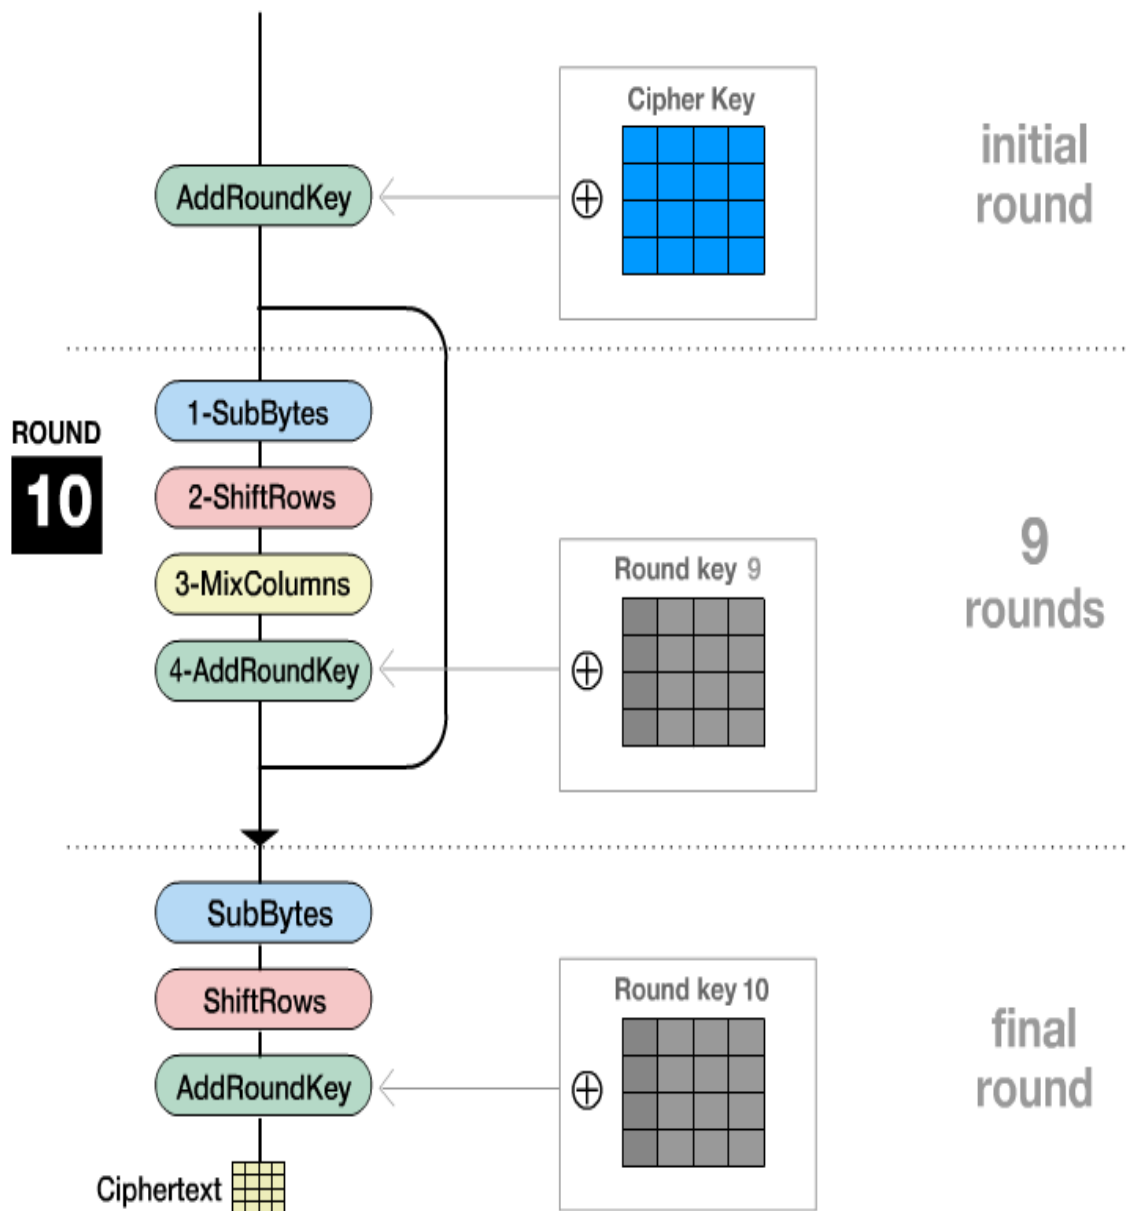 Cipher Key
initial
round
AddRoundKey
1-SubBytes
ROUND
10
2-ShiftRows
3-MixColumns
4-AddRoundKey
Round key 9
9
rounds
SubBytes
ShiftRows
AddRoundKey
Round key 10
final
round
Ciphertext